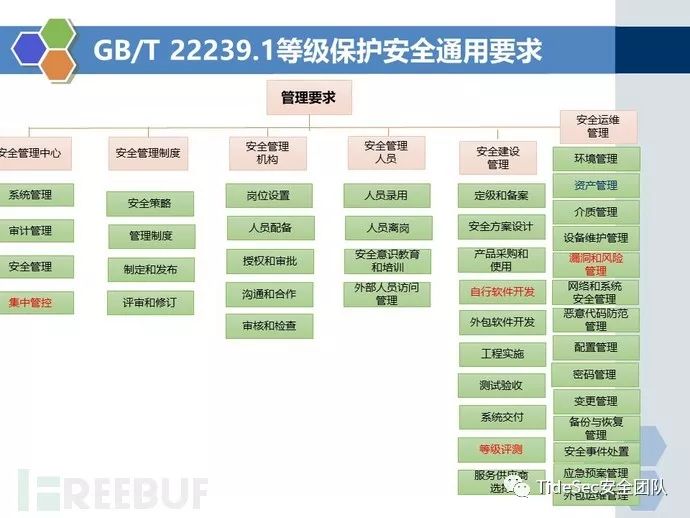 GB/T 22239.1等级保护安全通用要求
管理要求
安全管理中心
系统管理
审计管理
安全管理
集中管控
安全管理制度
安全策略
管理制度
制定和发布
评审和修订
安全管理
机构
岗位设置
人员配备
授权和审批
沟通和合作
审核和检查
安全管理
人员
人员录用
人员离岗
安全意识教育
和培训
外部人员访问
管理
安全建设
管理
定级和备案
安全方案设计
产品采购和
使用
自行软件开发
外包软件开发
工程实施
测试验收
系统交付
等级评测
服务供应商
选择
安全运维
管理
环境管理
资产管理
介质管理
设备维护管理
漏洞和风险
管理
网络和系统
安全管理
恶意代码防范
管理
配置管理
密码管理
变更管理
备份与恢复
管理
安全事件处置
应急预案管理
外包运维管理
FREEBUF
TideSec安全团队